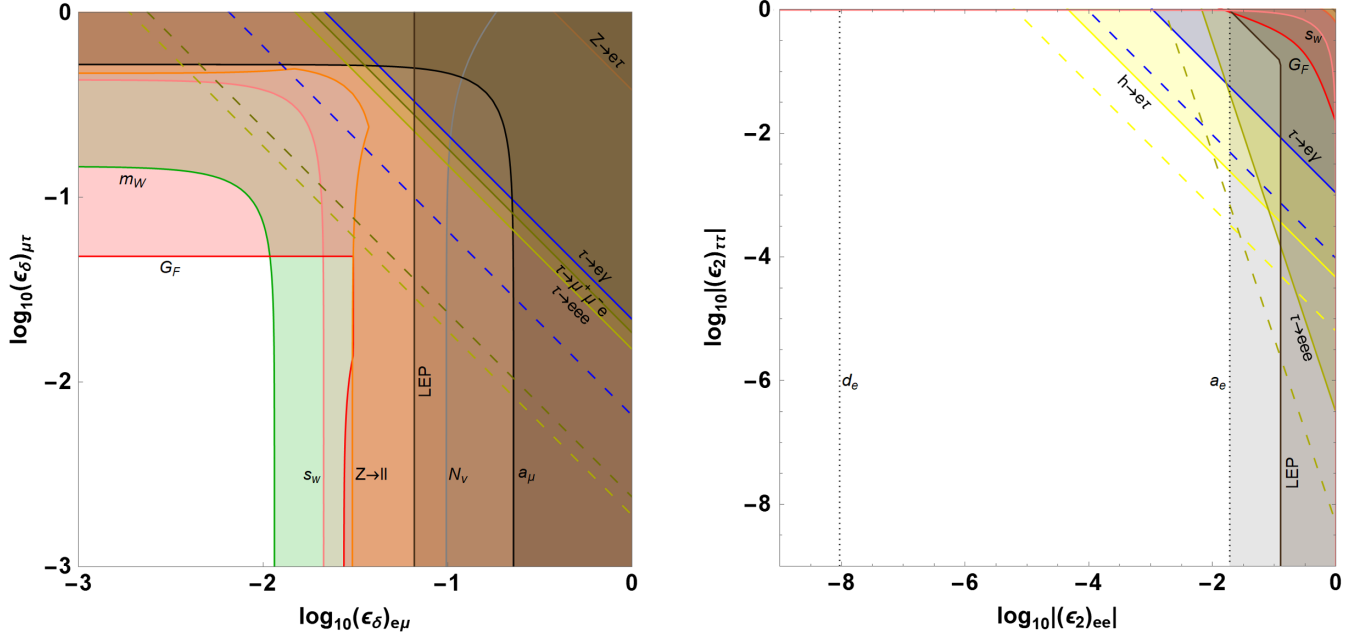 0
−1
−2
−3
log₁₀(ϵ_δ)_μτ
−3
−2
−1
0
log₁₀(ϵ_δ)_eμ
Z→eτ
m_W
G_F
τ→eγ
τ→μ⁺μ⁻e
τ→eee
LEP
s_w
Z→ll
N_ν
a_μ
0
−2
−4
−6
−8
log₁₀|(ϵ₂)_ττ|
−8
−6
−4
−2
0
log₁₀|(ϵ₂)_ee|
s_w
G_F
h→eτ
τ→eγ
τ→eee
d_e
a_e
LEP